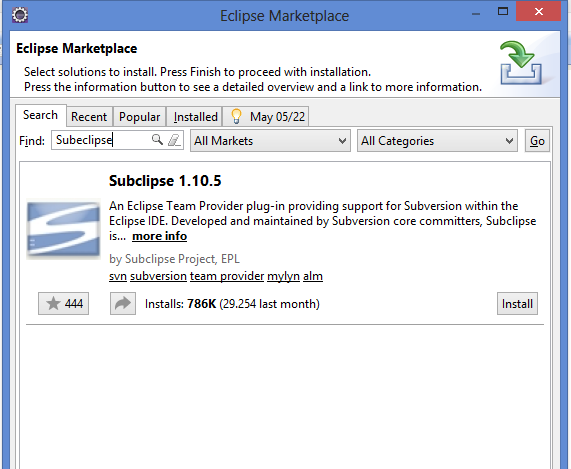 Eclipse Marketplace
Eclipse Marketplace
Select solutions to install. Press Finish to proceed with installation.
Press the information button to see a detailed overview and a link to more information.
Search Recent Popular Installed May 05/22
Find: Subeclipse All Markets All Categories Go
Subclipse 1.10.5
An Eclipse Team Provider plug-in providing support for Subversion within the
Eclipse IDE. Developed and maintained by Subversion core committers, Subclipse
is... more info
by Subclipse Project, EPL
svn subversion team provider mylyn alm
444 Installs: 786K (29.254 last month) Install